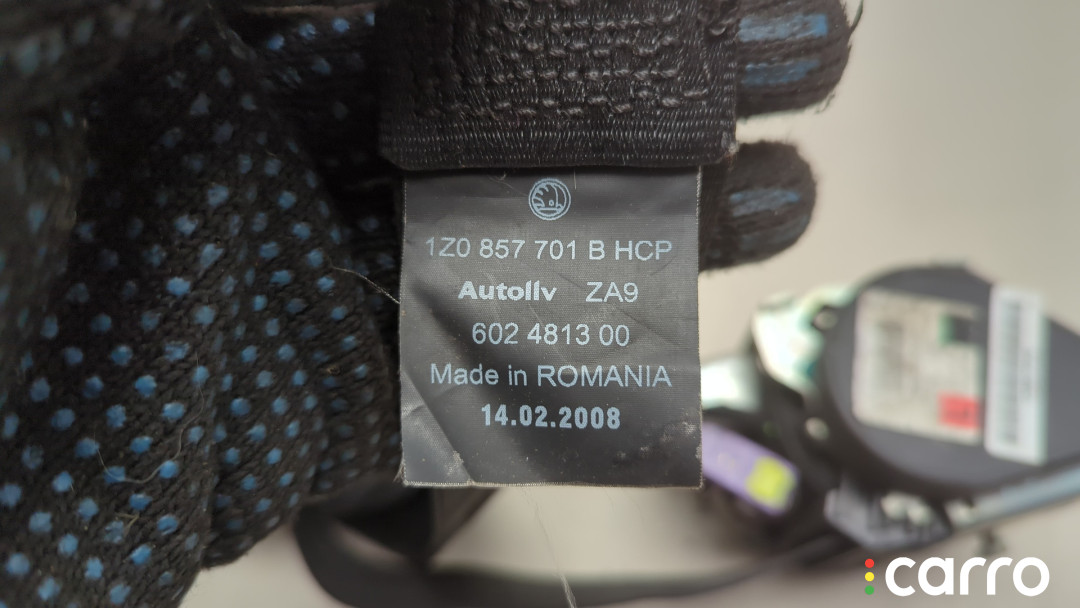 1Z0 857 701 B HCP
Autoliv ZA9
602 4813 00
Made in ROMANIA
14.02.2008
carro